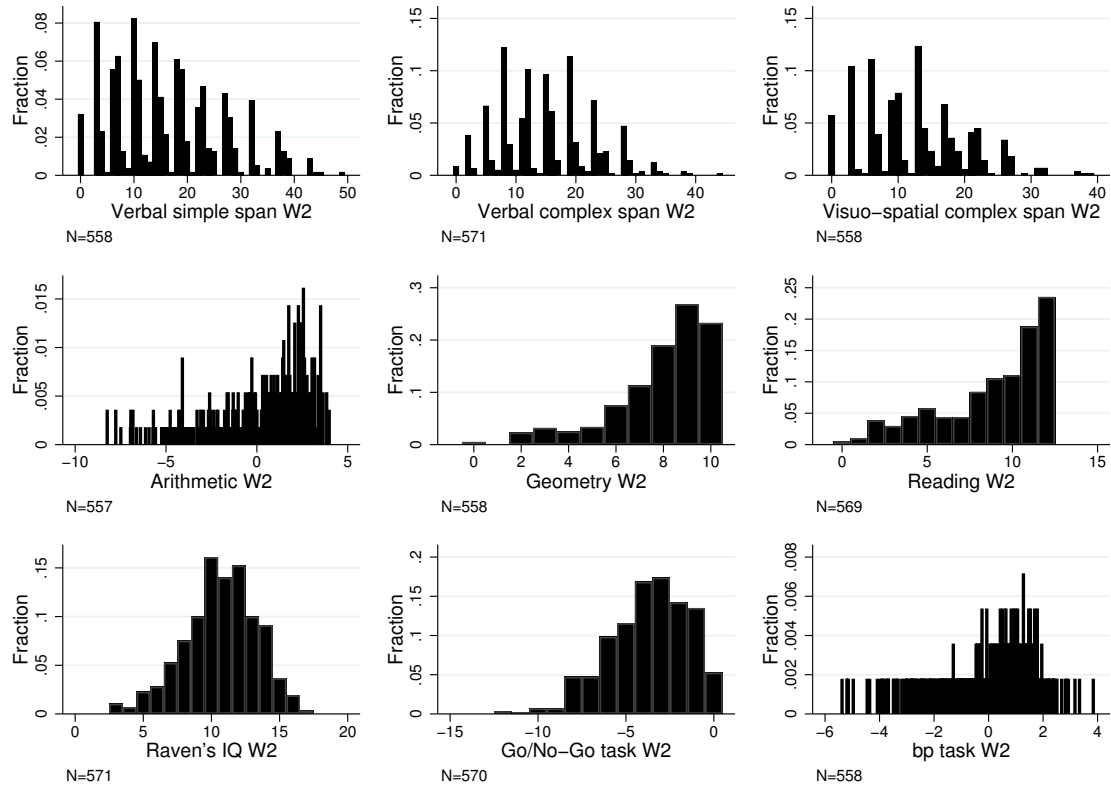 Fraction
0 .02 .04 .06 .08
0 10 20 30 40 50
Verbal simple span W2
N=558
Fraction
0 .05 .1 .15
0 10 20 30 40
Verbal complex span W2
N=571
Fraction
0 .05 .1 .15
0 10 20 30 40
Visuo−spatial complex span W2
N=558
Fraction
0 .005 .01 .015
−10 −5 0 5
Arithmetic W2
N=557
Fraction
0 .1 .2 .3
0 2 4 6 8 10
Geometry W2
N=558
Fraction
0 .05 .1 .15 .2 .25
0 5 10 15
Reading W2
N=569
Fraction
0 .05 .1 .15
0 5 10 15 20
Raven's IQ W2
N=571
Fraction
0 .05 .1 .15 .2
−15 −10 −5 0
Go/No−Go task W2
N=570
Fraction
0 .002 .004 .006 .008
−6 −4 −2 0 2 4
bp task W2
N=558